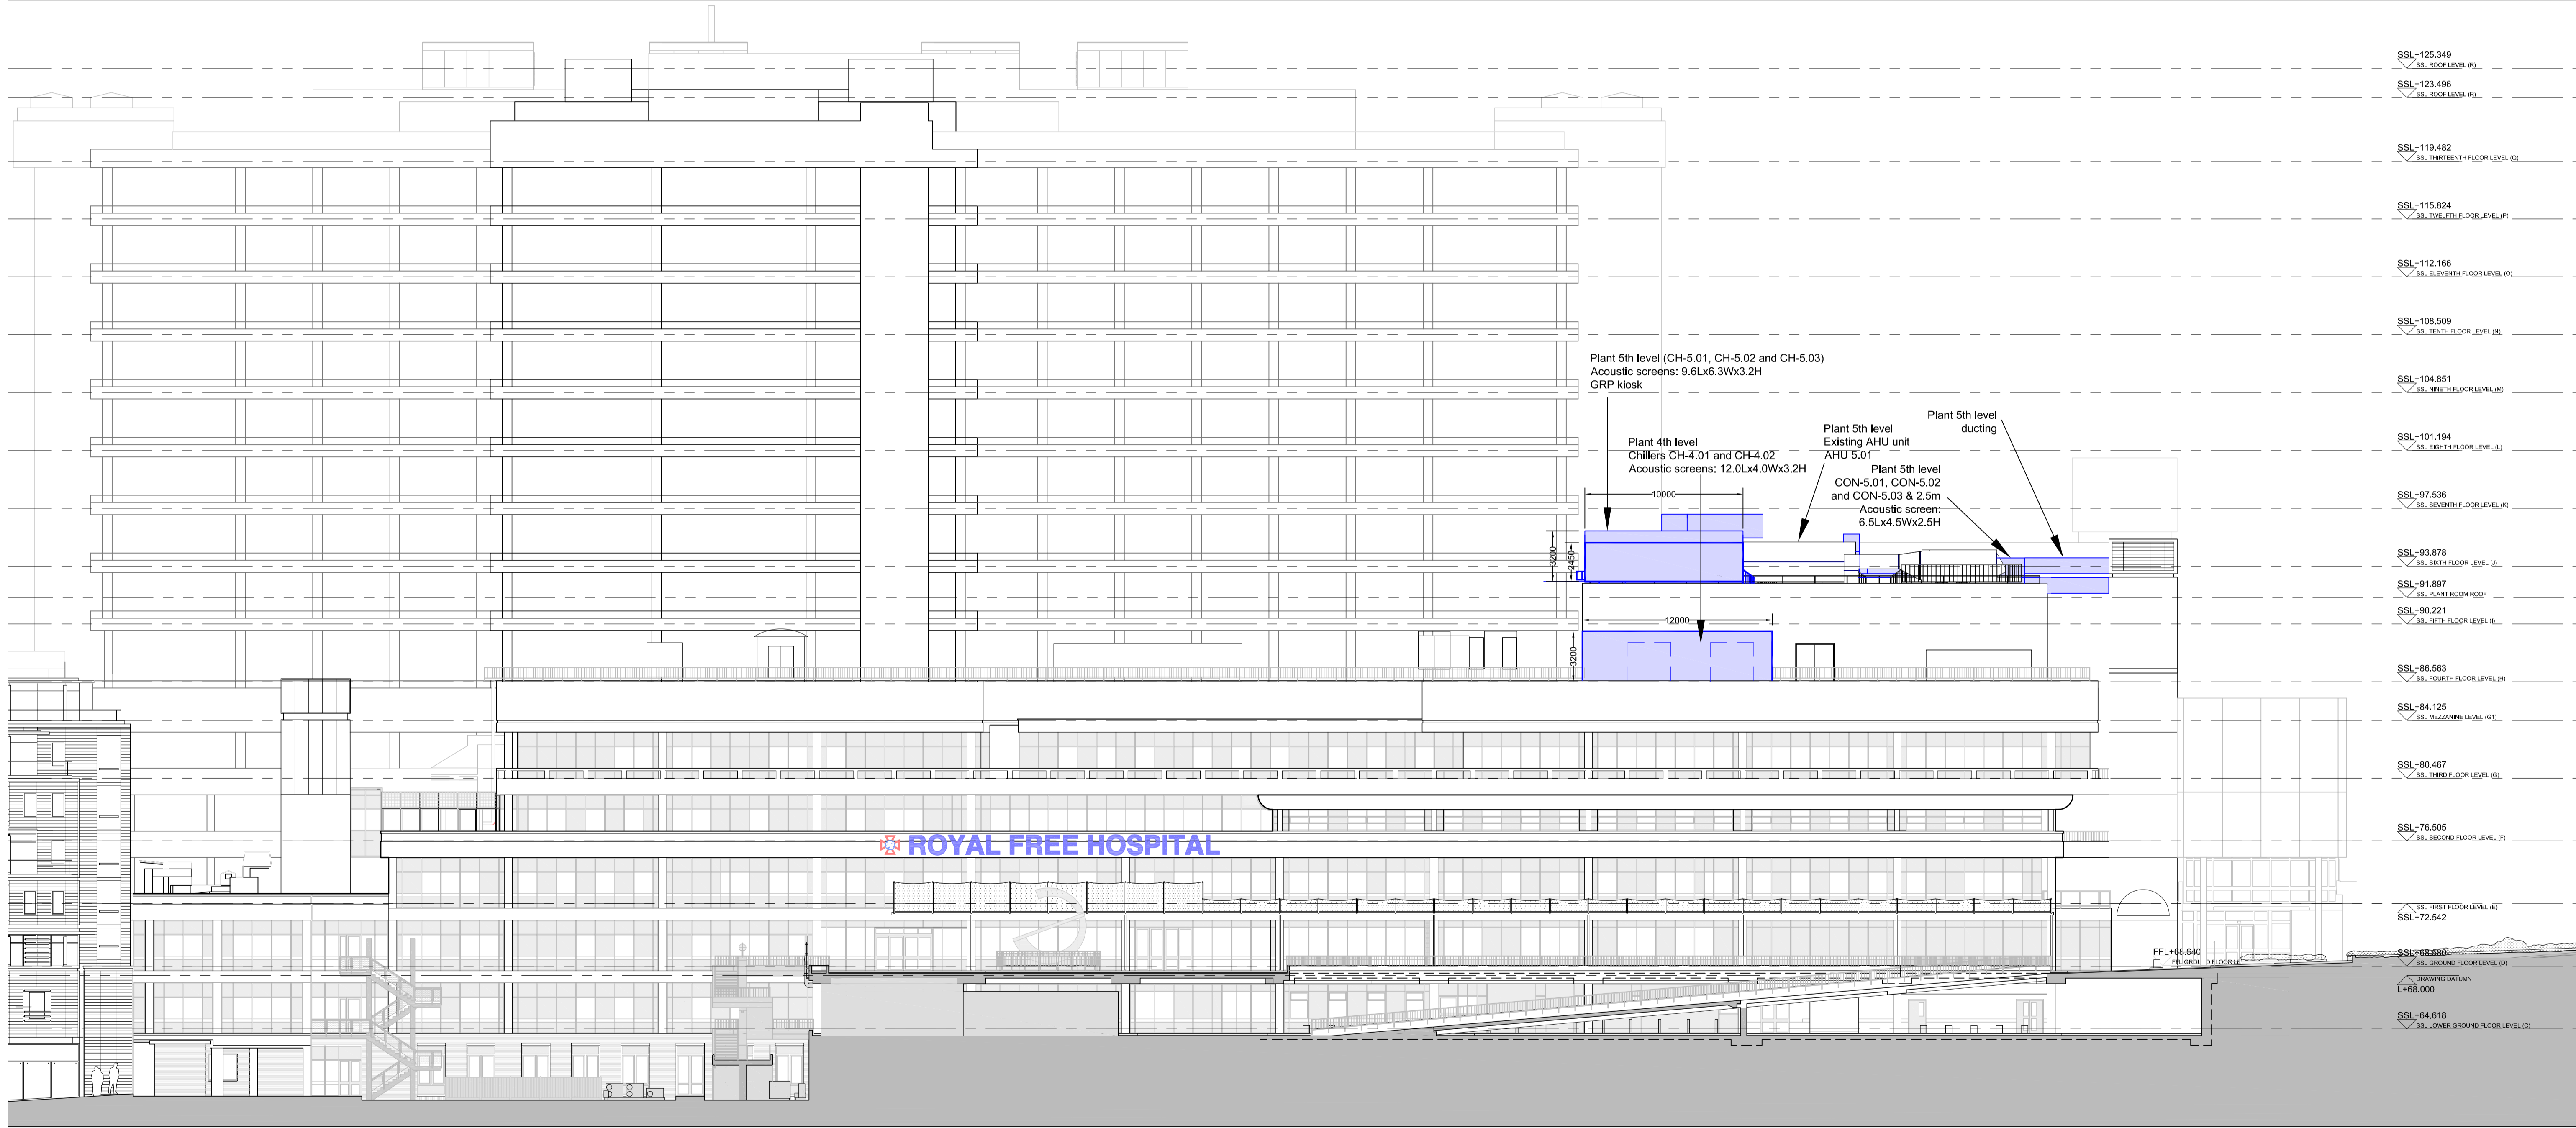 SSL+125.349
SSL ROOF LEVEL (R)
SSL+123.496
SSL ROOF LEVEL (R)
SSL+119.482
SSL THIRTEENTH FLOOR LEVEL (Q)
SSL+115.824
SSL TWELFTH FLOOR LEVEL (P)
SSL+112.166
SSL ELEVENTH FLOOR LEVEL (O)
SSL+108.509
SSL TENTH FLOOR LEVEL (N)
Plant 5th level (CH-5.01, CH-5.02 and CH-5.03)
Acoustic screens: 9.6Lx6.3Wx3.2H
GRP kiosk
SSL+104.851
SSL NINETH FLOOR LEVEL (M)
Plant 5th level
ducting
Plant 5th level
Existing AHU unit
AHU 5.01
Plant 4th level
Chillers CH-4.01 and CH-4.02
Acoustic screens: 12.0Lx4.0Wx3.2H
SSL+101.194
SSL EIGHTH FLOOR LEVEL (L)
Plant 5th level
CON-5.01, CON-5.02
and CON-5.03 & 2.5m
Acoustic screen:
6.5Lx4.5Wx2.5H
10000
SSL+97.536
SSL SEVENTH FLOOR LEVEL (K)
3200
2450
SSL+93.878
SSL SIXTH FLOOR LEVEL (J)
SSL+91.897
SSL PLANT ROOM ROOF
SSL+90.221
SSL FIFTH FLOOR LEVEL (I)
12000
3200
SSL+86.563
SSL FOURTH FLOOR LEVEL (H)
SSL+84.125
SSL MEZZANINE LEVEL (G1)
SSL+80.467
SSL THIRD FLOOR LEVEL (G)
SSL+76.505
SSL SECOND FLOOR LEVEL (F)
ROYAL FREE HOSPITAL
SSL FIRST FLOOR LEVEL (E)
SSL+72.542
FFL+68.640
SSL+68.580
SSL GROUND FLOOR LEVEL (D)
DRAWING DATUMN
L+68.000
SSL+64.618
SSL LOWER GROUND FLOOR LEVEL (C)